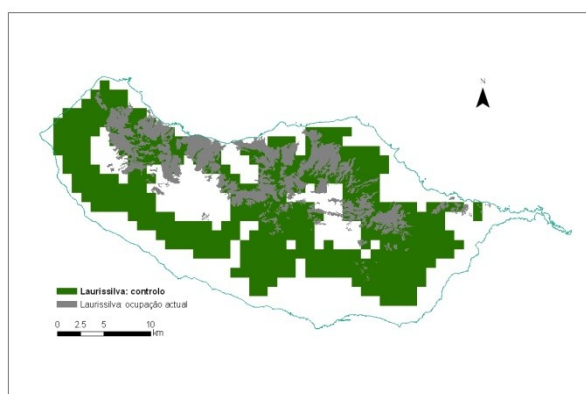 N
Laurissilva: controlo
Laurissilva: ocupação actual
0 2.5 5 10
km